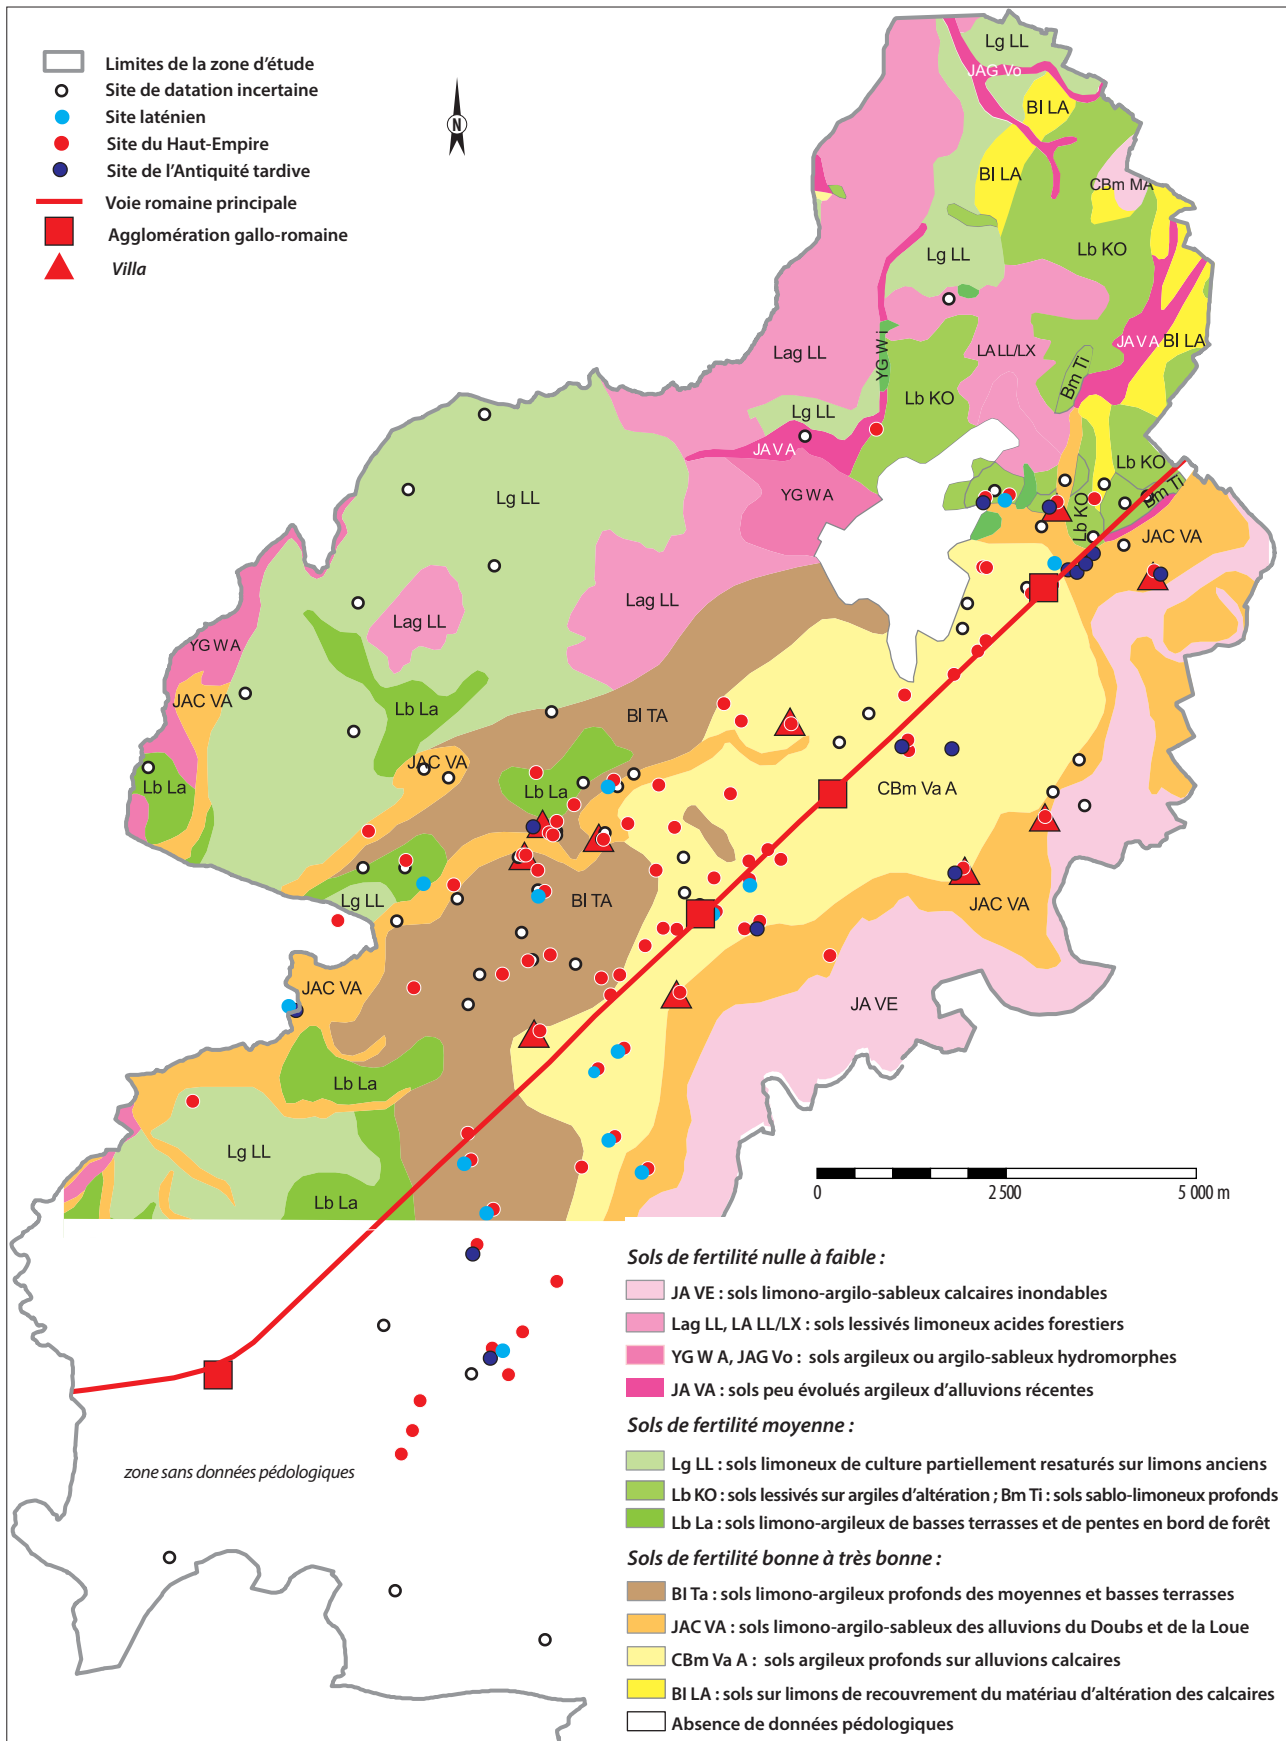 Limites de la zone d'étude
Site de datation incertaine
Site laténien
Site du Haut-Empire
Site de l'Antiquité tardive
Voie romaine principale
Agglomération gallo-romaine
Villa
N
Lg LL
JAG Vo
BI LA
BI LA
CBm MA
Lb KO
Lg LL
Lag LL
YG W i
LA LL/LX
Bm Ti
JA V A
BI LA
Lb KO
Lg LL
JA V A
Lb KO
YG W A
Lg LL
Bm Ti
Lb KO
JAC VA
Lag LL
Lag LL
YG W A
JAC VA
Lb La
BI TA
JAC VA
Lb La
Lb La
CBm Va A
Lg LL
BI TA
JAC VA
JAC VA
JA VE
Lb La
Lg LL
Lb La
0
2 500
5 000 m
Sols de fertilité nulle à faible :
JA VE : sols limono-argilo-sableux calcaires inondables
Lag LL, LA LL/LX : sols lessivés limoneux acides forestiers
YG W A, JAG Vo : sols argileux ou argilo-sableux hydromorphes
JA VA : sols peu évolués argileux d'alluvions récentes
Sols de fertilité moyenne :
Lg LL : sols limoneux de culture partiellement resaturés sur limons anciens
Lb KO : sols lessivés sur argiles d'altération ; Bm Ti : sols sablo-limoneux profonds
Lb La : sols limono-argileux de basses terrasses et de pentes en bord de forêt
Sols de fertilité bonne à très bonne :
BI Ta : sols limono-argileux profonds des moyennes et basses terrasses
JAC VA : sols limono-argilo-sableux des alluvions du Doubs et de la Loue
CBm Va A : sols argileux profonds sur alluvions calcaires
BI LA : sols sur limons de recouvrement du matériau d'altération des calcaires
Absence de données pédologiques
zone sans données pédologiques